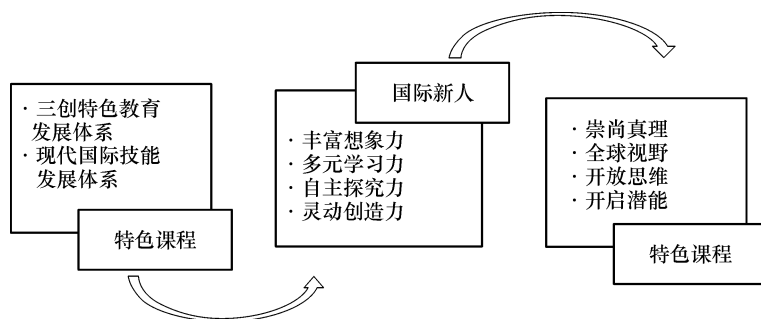 · 三创特色教育
发展体系
· 现代国际技能
发展体系
特色课程
国际新人
· 丰富想象力
· 多元学习力
· 自主探究力
· 灵动创造力
· 崇尚真理
· 全球视野
· 开放思维
· 开启潜能
特色课程